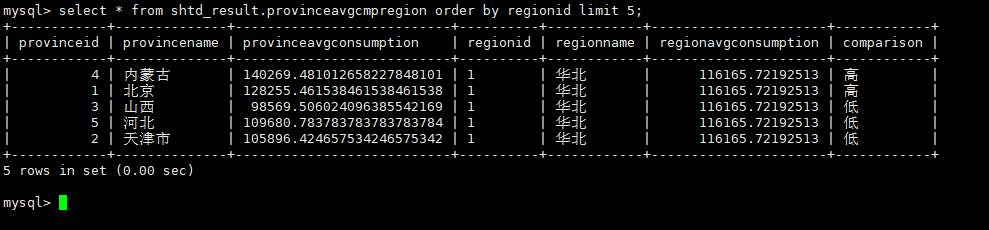 mysql> select * from shtd_result.provinceavgcmpregion order by regionid limit 5;
+------------+--------------+---------------------------+----------+------------+----------------------+------------+
| provinceid | provincename | provinceavgconsumption    | regionid | regionname | regionavgconsumption | comparison |
+------------+--------------+---------------------------+----------+------------+----------------------+------------+
|          4 | 内蒙古       | 140269.481012658227848101 | 1        | 华北       |      116165.72192513 | 高         |
|          1 | 北京         | 128255.461538461538461538 | 1        | 华北       |      116165.72192513 | 高         |
|          3 | 山西         |  98569.506024096385542169 | 1        | 华北       |      116165.72192513 | 低         |
|          5 | 河北         | 109680.783783783783783784 | 1        | 华北       |      116165.72192513 | 低         |
|          2 | 天津市       | 105896.424657534246575342 | 1        | 华北       |      116165.72192513 | 低         |
+------------+--------------+---------------------------+----------+------------+----------------------+------------+
5 rows in set (0.00 sec)
mysql>